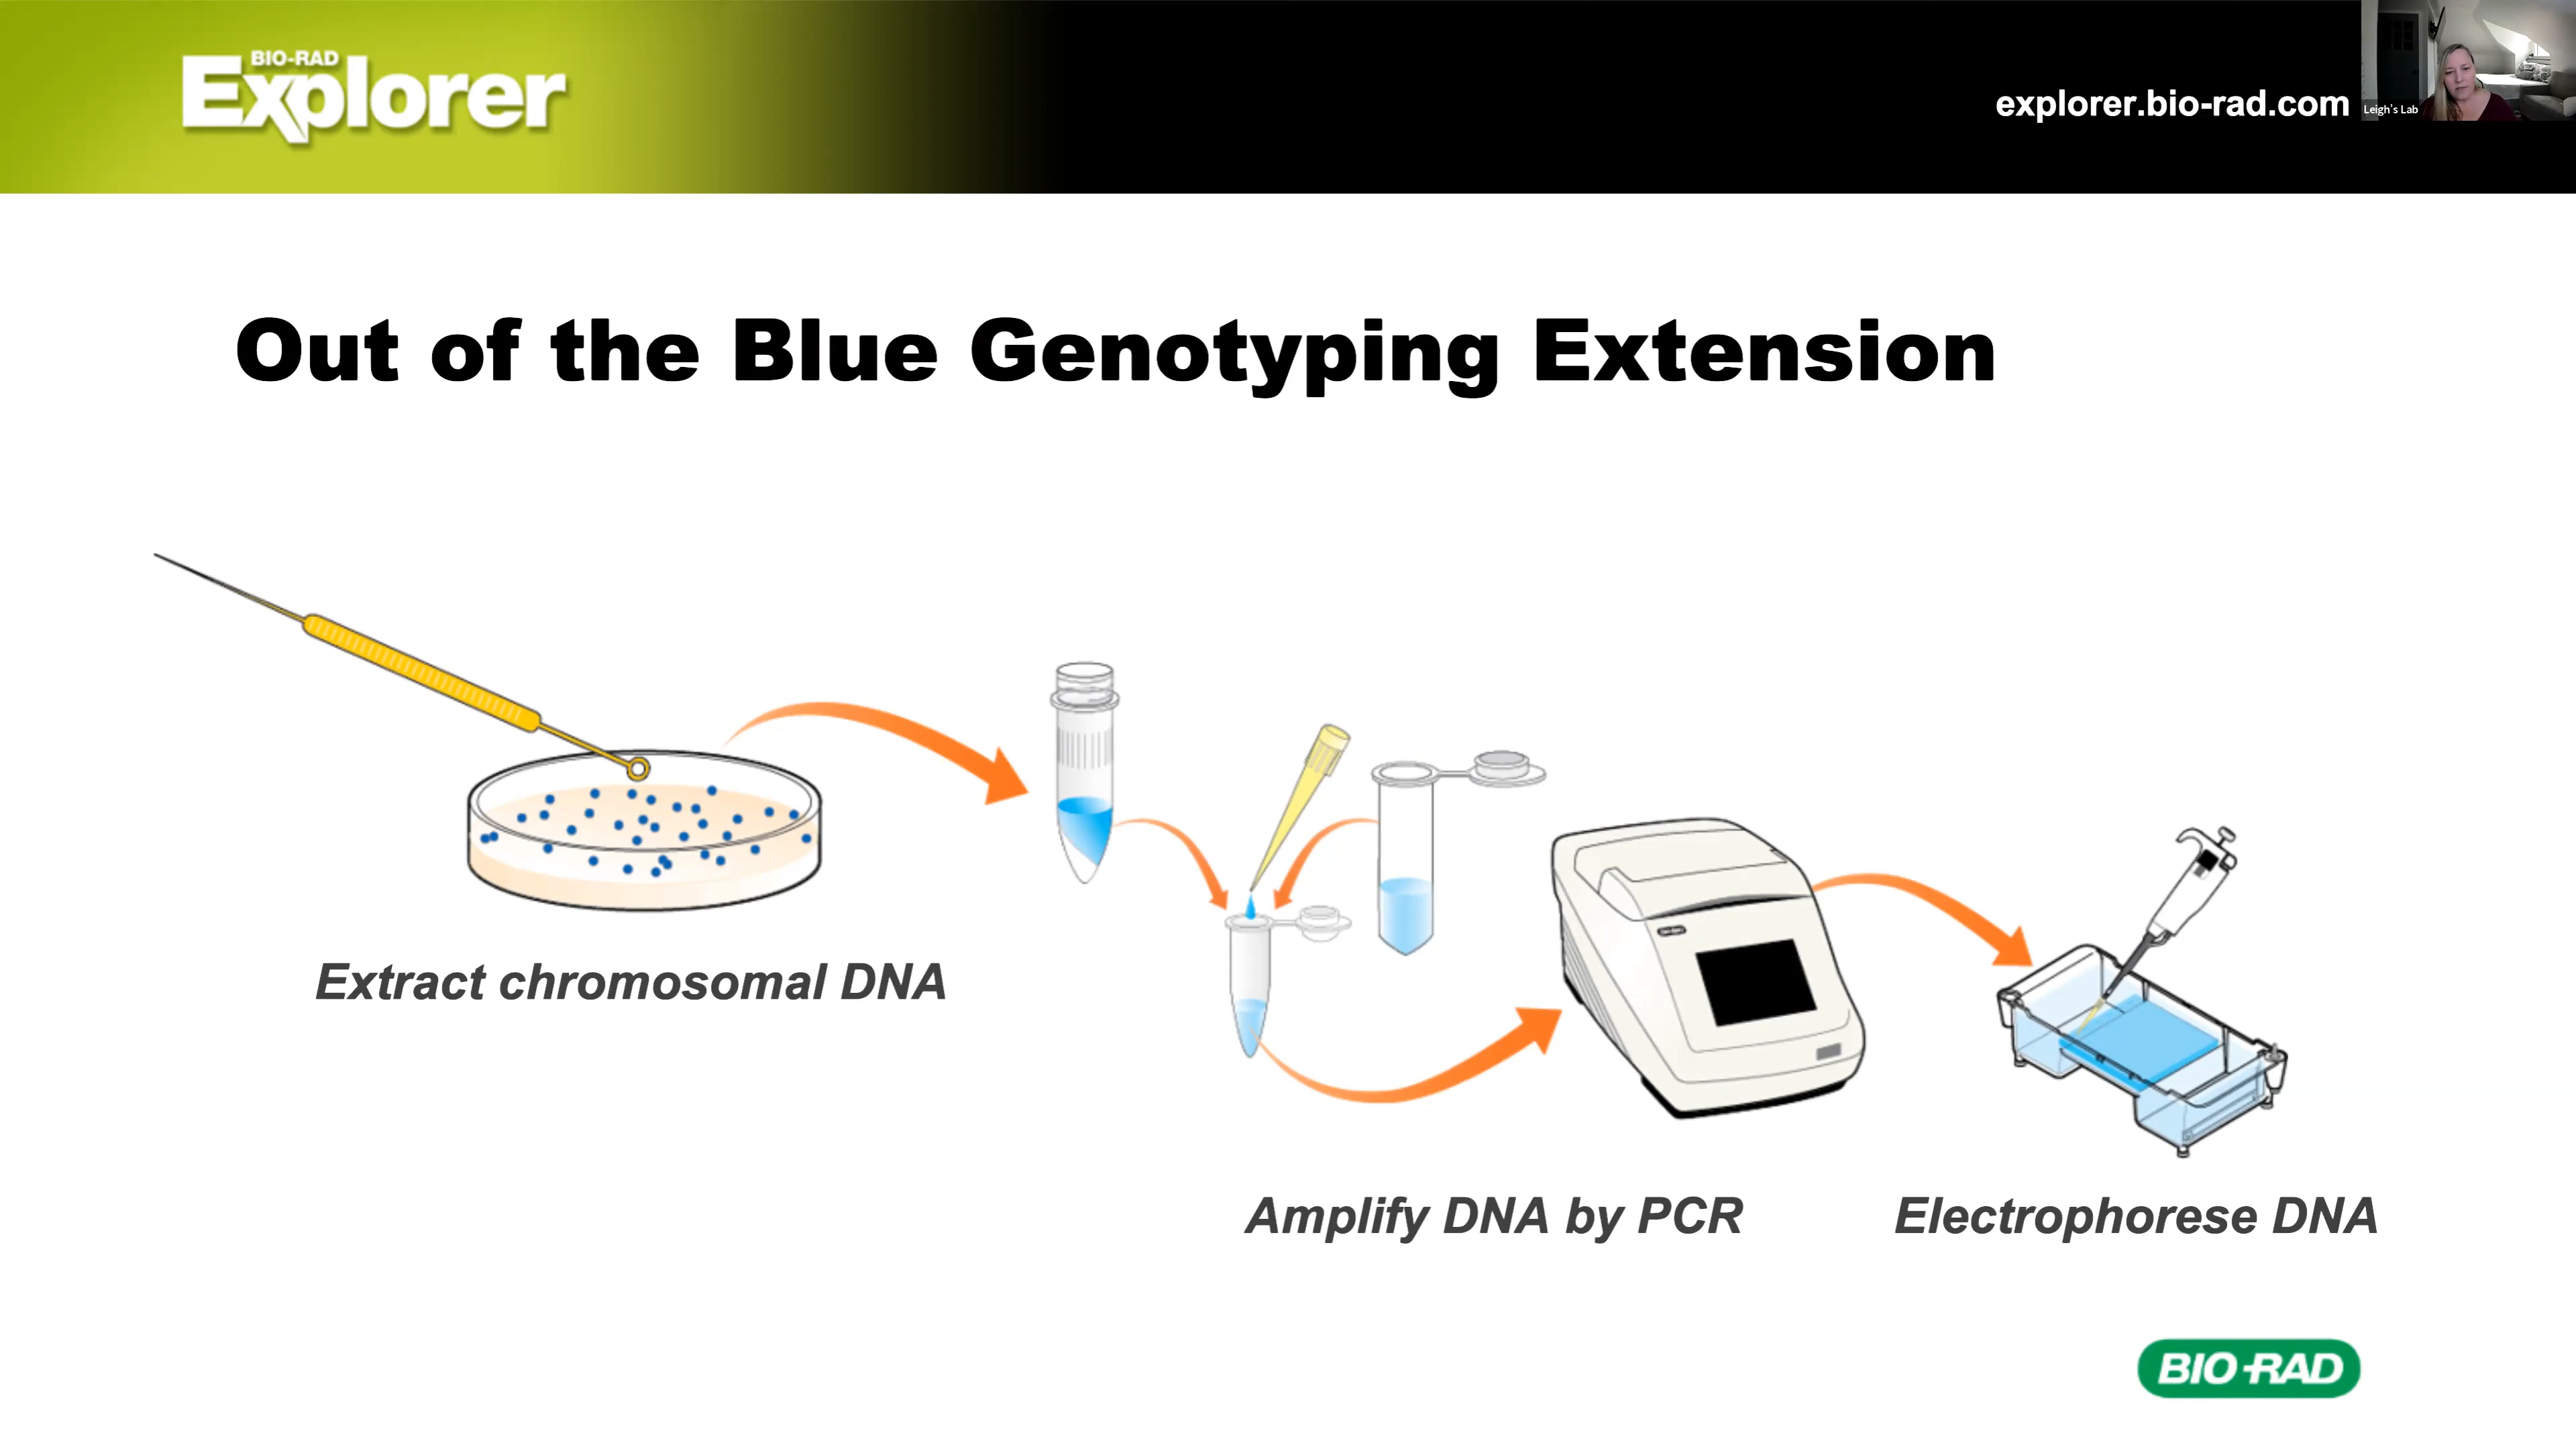 BIO-RAD
Explorer
explorer.bio-rad.com
Leigh's Lab
Out of the Blue Genotyping Extension
Extract chromosomal DNA
Amplify DNA by PCR
Electrophorese DNA
BIO-RAD